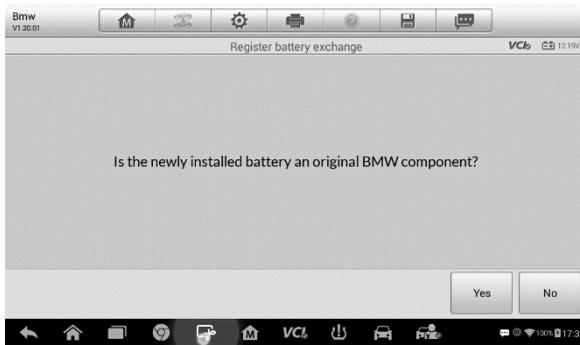 Bmw
V1.20.01
Register battery exchange
VCI
12.19V
Is the newly installed battery an original BMW component?
Yes
No
VCI
100%
17:3